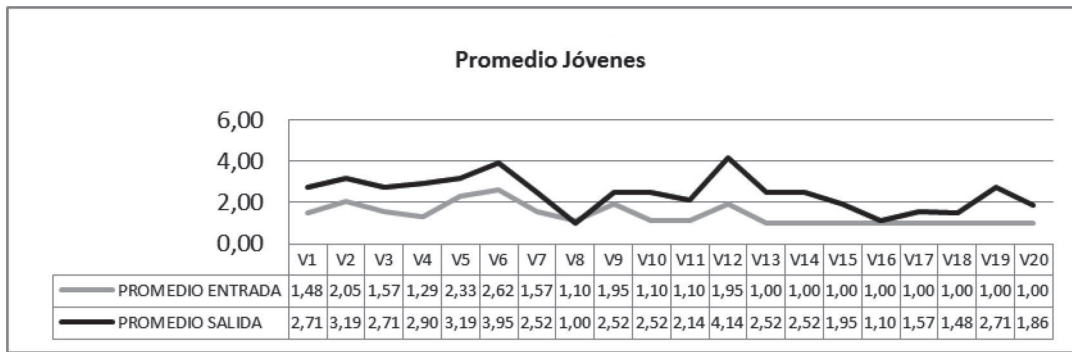 Promedio Jóvenes
6,00
4,00
2,00
0,00
V1 V2 V3 V4 V5 V6 V7 V8 V9 V10 V11 V12 V13 V14 V15 V16 V17 V18 V19 V20
PROMEDIO ENTRADA 1,48 2,05 1,57 1,29 2,33 2,62 1,57 1,10 1,95 1,10 1,10 1,95 1,00 1,00 1,00 1,00 1,00 1,00 1,00 1,00
PROMEDIO SALIDA 2,71 3,19 2,71 2,90 3,19 3,95 2,52 1,00 2,52 2,52 2,14 4,14 2,52 2,52 1,95 1,10 1,57 1,48 2,71 1,86